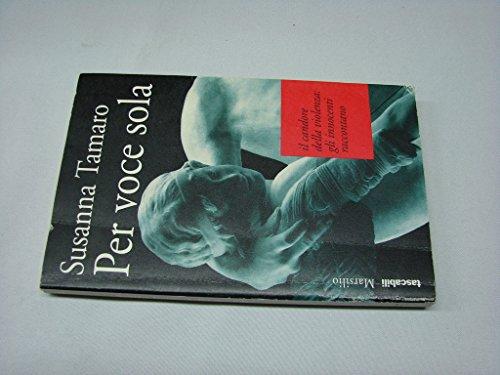 Susanna Tamaro
Per voce sola
il candore
della violenza:
gli innocenti
raccontano
tascabili Marsilio